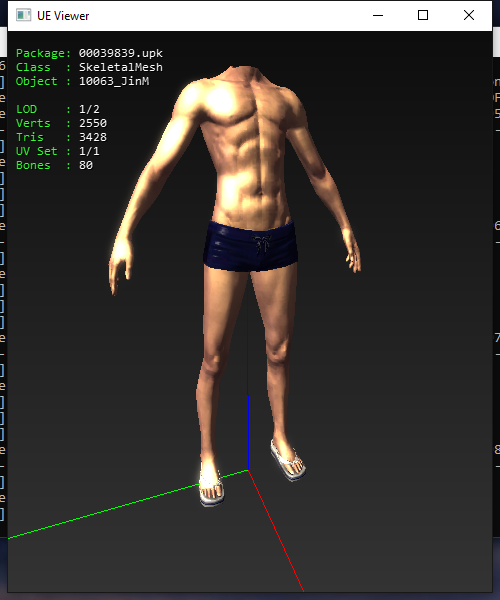 UE Viewer
Package: 00039839.upk
Class  : SkeletalMesh
Object : 10063_JinM
LOD    : 1/2
Verts  : 2550
Tris   : 3428
UV Set : 1/1
Bones  : 80